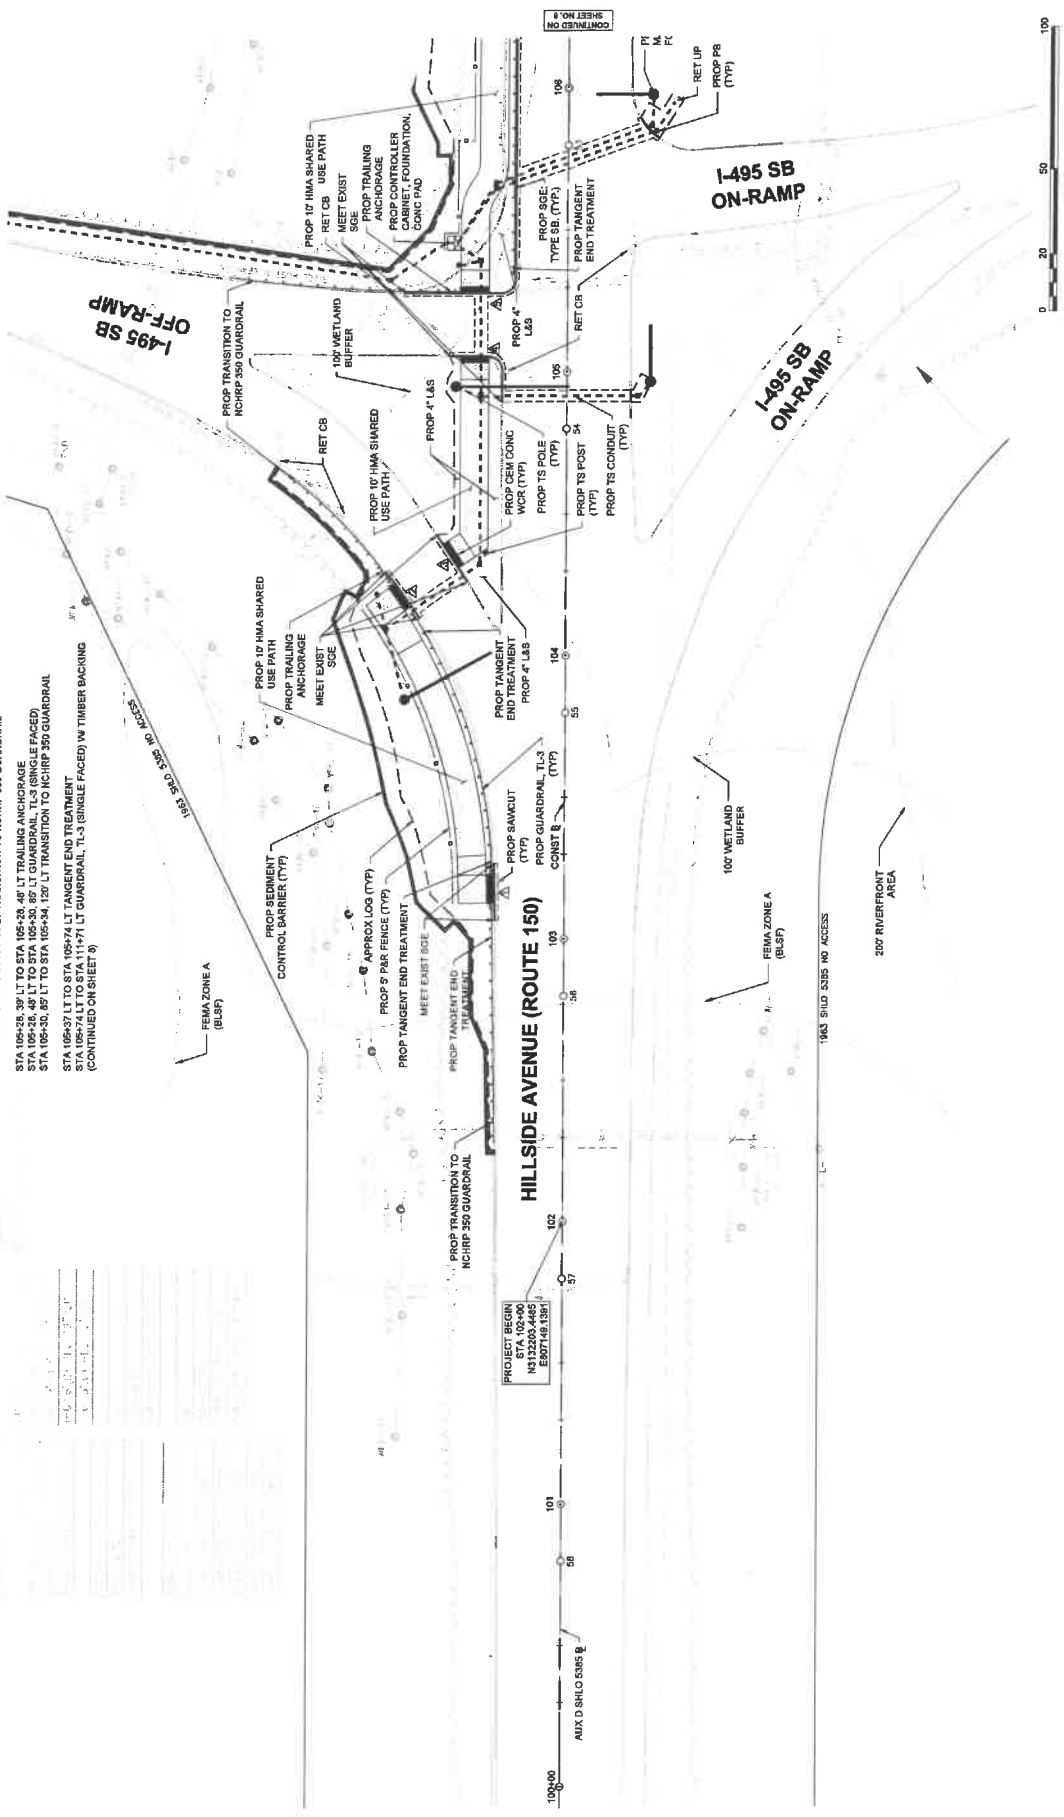 STA 105+28, 39' LT TO STA 105+28, 48' LT TRAILING ANCHORAGE
STA 105+28, 48' LT TO STA 105+30, 85' LT GUARDRAIL, TL-3 (SINGLE FACED)
STA 105+30, 85' LT TO STA 105+34, 120' LT TRANSITION TO NCHRP 350 GUARDRAIL
STA 105+37 LT TO STA 105+74 LT TANGENT END TREATMENT
STA 105+74 LT TO STA 111+71 LT GUARDRAIL, TL-3 (SINGLE FACED) W/ TIMBER BACKING
(CONTINUED ON SHEET 8)
FEMA ZONE A
(BLSF)
1963 SHLO 5385 NO ACCESS
I-495 SB
OFF-RAMP
PROP TRANSITION TO
NCHRP 350 GUARDRAIL
RET CB
100' WETLAND
BUFFER
PROP 10' HMA SHARED
USE PATH
RET CB
MEET EXIST
SGE
PROP TRAILING
ANCHORAGE
PROP CONTROLLER
CABINET, FOUNDATION,
CONC PAD
PROP 10' HMA SHARED
USE PATH
PROP 4" L&S
PROP 10' HMA SHARED
USE PATH
PROP TRAILING
ANCHORAGE
MEET EXIST
SGE
PROP SEDIMENT
CONTROL BARRIER (TYP)
APPROX LOG (TYP)
PROP 5' P&R FENCE (TYP)
PROP TANGENT END TREATMENT
MEET EXIST SGE
PROP TANGENT END
TREATMENT
PROP TRANSITION TO
NCHRP 350 GUARDRAIL
PROP CEM CONC
WCR (TYP)
PROP TS POLE
(TYP)
PROP TS POST
(TYP)
PROP TS CONDUIT
(TYP)
PROP TANGENT
END TREATMENT
PROP 4" L&S
PROP GUARDRAIL, TL-3
(TYP)
PROP SAWCUT
(TYP)
CONST B
PROP 4"
L&S
PROP SGE:
TYPE SB, (TYP.)
PROP TANGENT
END TREATMENT
RET CB
CONTINUED ON
SHEET NO. 8
RET UP
PROP PB
(TYP)
I-495 SB
ON-RAMP
I-495 SB
ON-RAMP
HILLSIDE AVENUE (ROUTE 150)
PROJECT BEGIN
STA 102+00
N3132203.4485
E807149.1391
100+00
101
102
103
104
105
106
58
57
56
55
54
AUX D SHLO 5385 B
100' WETLAND
BUFFER
FEMA ZONE A
(BLSF)
200' RIVERFRONT
AREA
1963 SHLO 5385 NO ACCESS
0
20
50
100